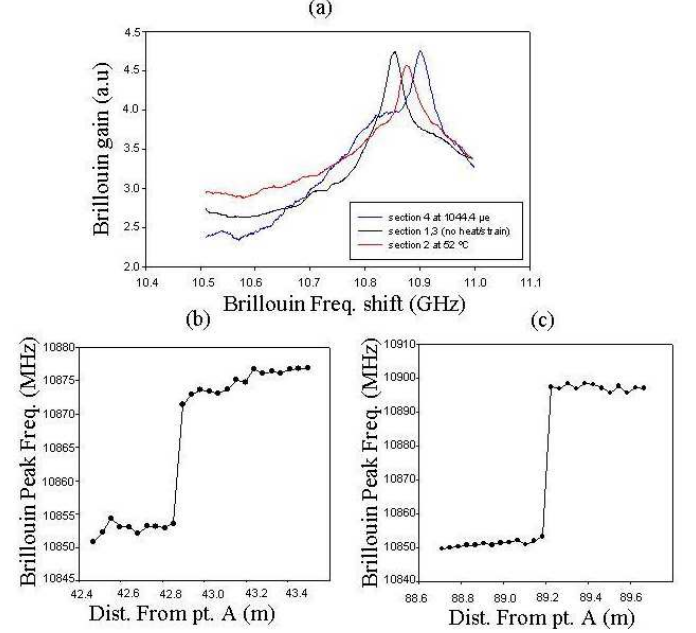 (a)
Brillouin gain (a.u)
4.5
4.5
4.0
3.5
3.0
2.5
2.0
section 4 at 1044.4 µe
section 1,3 (no heat/strain)
section 2 at 52 ºC
10.4 10.5 10.6 10.7 10.8 10.9 11.0 11.1
Brillouin Freq. shift (GHz)
(b)
Brillouin Peak Freq. (MHz)
10880
10875
10870
10865
10860
10855
10850
10845
42.4 42.6 42.8 43.0 43.2 43.4
Dist. From pt. A (m)
(c)
Brillouin Peak Freq. (MHz)
10910
10900
10890
10880
10870
10860
10850
10840
88.6 88.8 89.0 89.2 89.4 89.6
Dist. From pt. A (m)